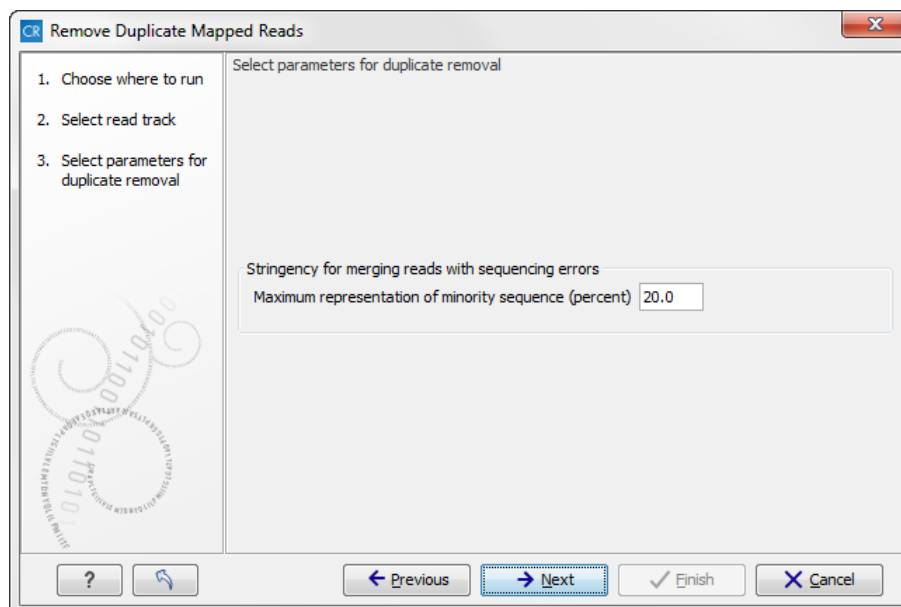 CR Remove Duplicate Mapped Reads
1. Choose where to run
2. Select read track
3. Select parameters for
duplicate removal
Select parameters for duplicate removal
Stringency for merging reads with sequencing errors
Maximum representation of minority sequence (percent) 20.0
? Previous Next Finish Cancel